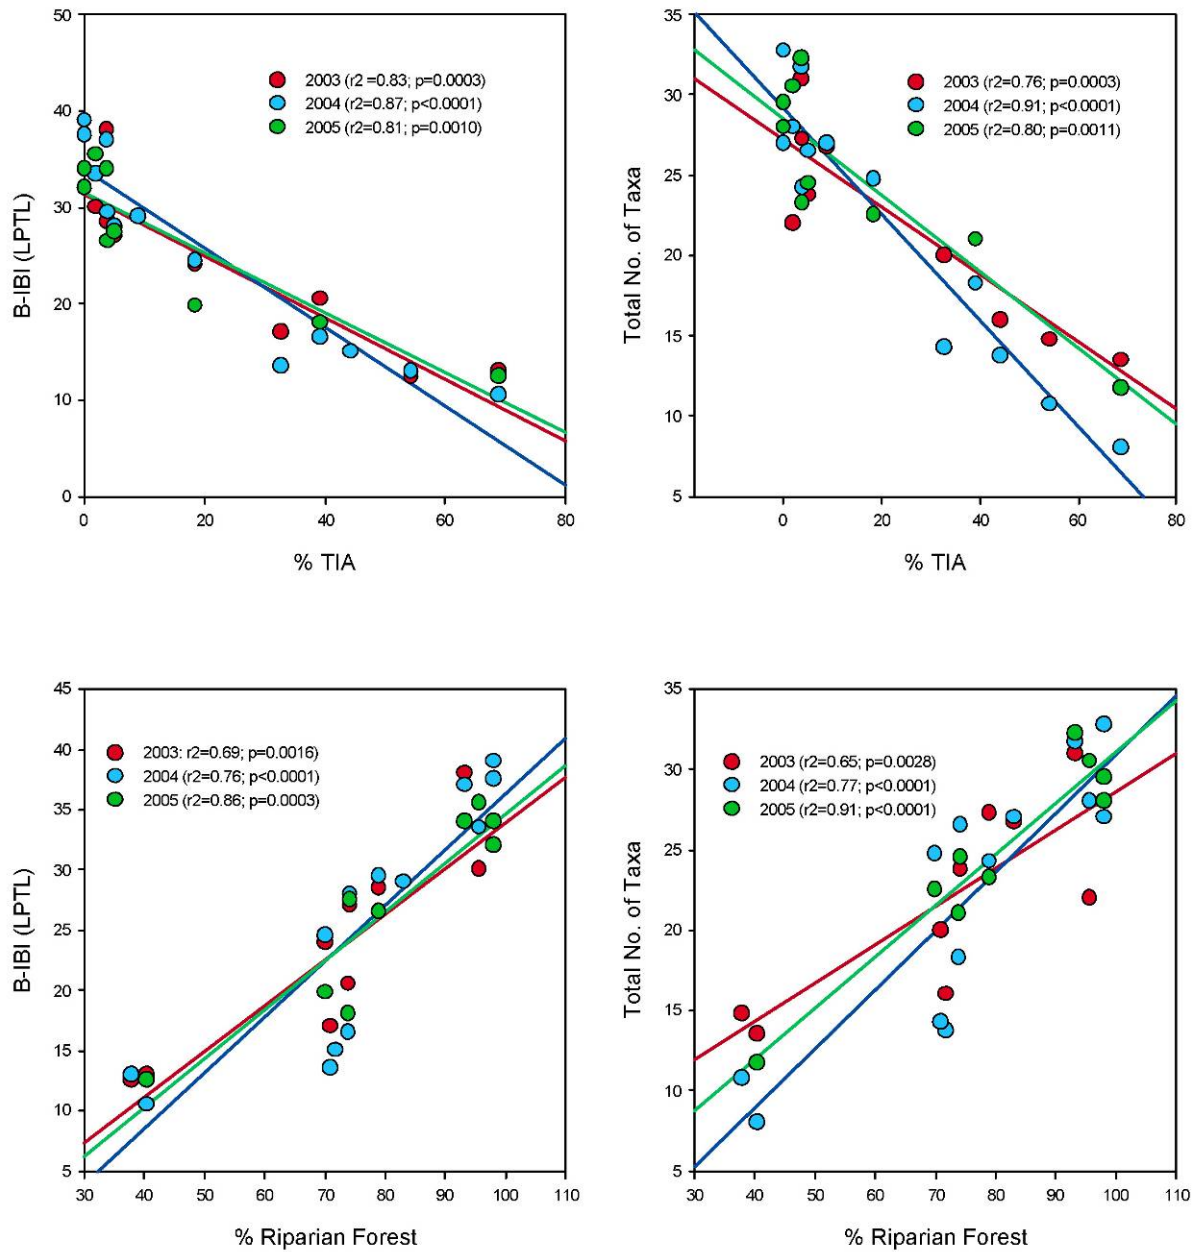 50
40
30
20
10
0
B-IBI (LPTL)
2003 (r2 =0.83; p=0.0003)
2004 (r2=0.87; p<0.0001)
2005 (r2=0.81; p=0.0010)
0 20 40 60 80
% TIA
35
30
25
20
15
10
5
Total No. of Taxa
2003 (r2=0.76; p=0.0003)
2004 (r2=0.91; p<0.0001)
2005 (r2=0.80; p=0.0011)
0 20 40 60 80
% TIA
45
40
35
30
25
20
15
10
5
B-IBI (LPTL)
2003: r2=0.69; p=0.0016)
2004 (r2=0.76; p<0.0001)
2005 (r2=0.86; p=0.0003)
30 40 50 60 70 80 90 100 110
% Riparian Forest
35
30
25
20
15
10
5
Total No. of Taxa
2003 (r2=0.65; p=0.0028)
2004 (r2=0.77; p<0.0001)
2005 (r2=0.91; p<0.0001)
30 40 50 60 70 80 90 100 110
% Riparian Forest